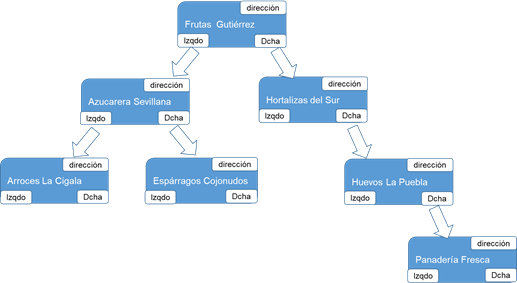 dirección
Frutas Gutiérrez
Izqdo Dcha
dirección
Azucarera Sevillana
Izqdo Dcha
dirección
Hortalizas del Sur
Izqdo Dcha
dirección
Arroces La Cigala
Izqdo Dcha
dirección
Espárragos Cojonudos
Izqdo Dcha
dirección
Huevos La Puebla
Izqdo Dcha
dirección
Panadería Fresca
Izqdo Dcha